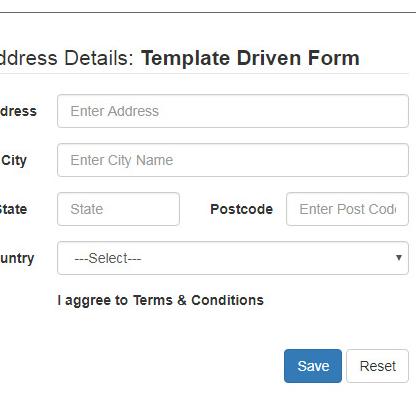 ddress Details: Template Driven Form
dress Enter Address
City Enter City Name
State State Postcode Enter Post Code
untry ---Select---
I aggree to Terms & Conditions
Save Reset